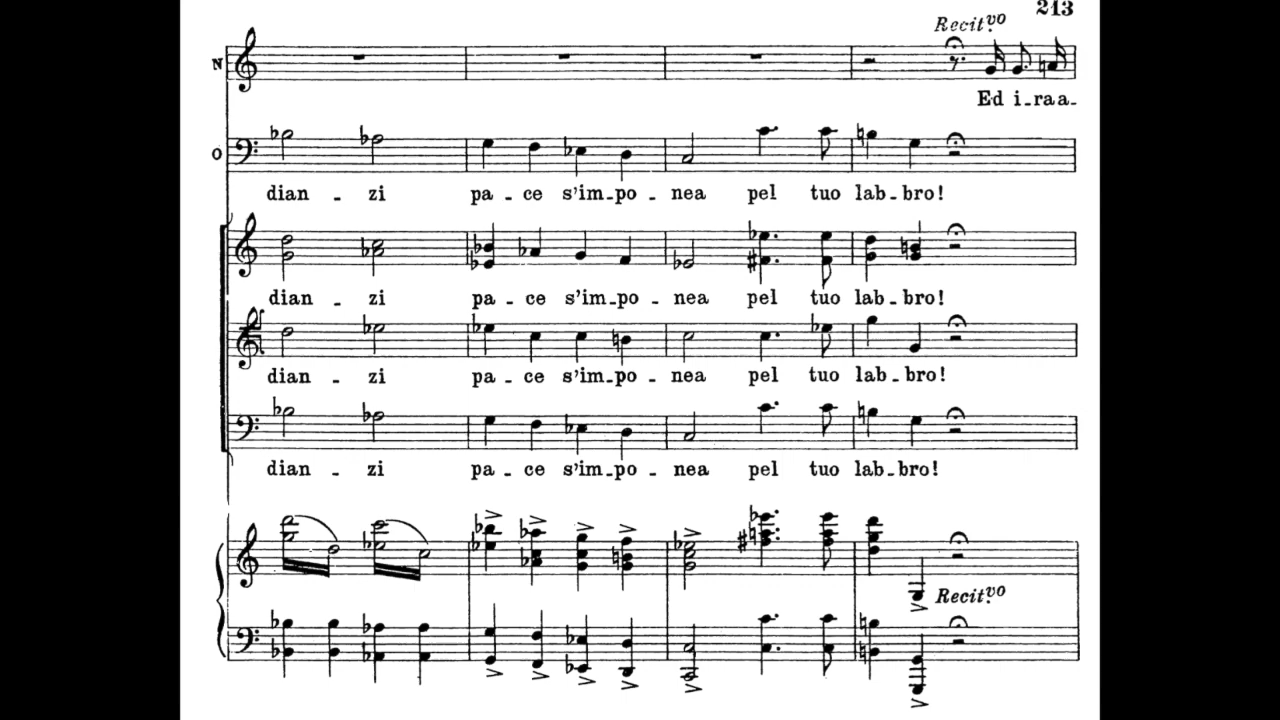 213
Recit.vo
N
Ed i-raa-
O
dian - zi pa - ce s'im-po - nea pel tuo lab-bro!
dian - zi pa - ce s'im-po - nea pel tuo lab-bro!
dian - zi pa - ce s'im-po - nea pel tuo lab-bro!
dian - zi pa - ce s'im-po - nea pel tuo lab-bro!
Recit.vo